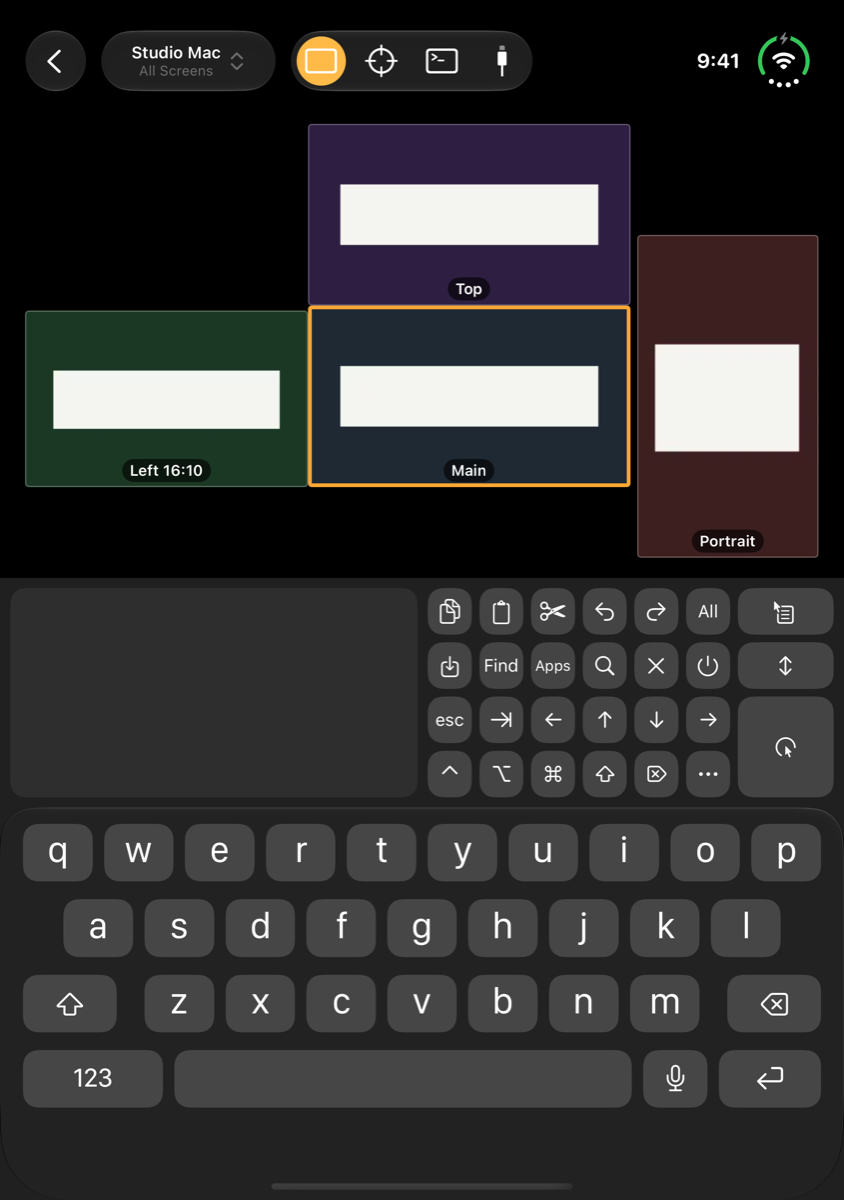 Studio Mac
All Screens
9:41
Top
Left 16:10
Main
Portrait
All
Find
Apps
esc
q w e r t y u i o p
a s d f g h j k l
z x c v b n m
123